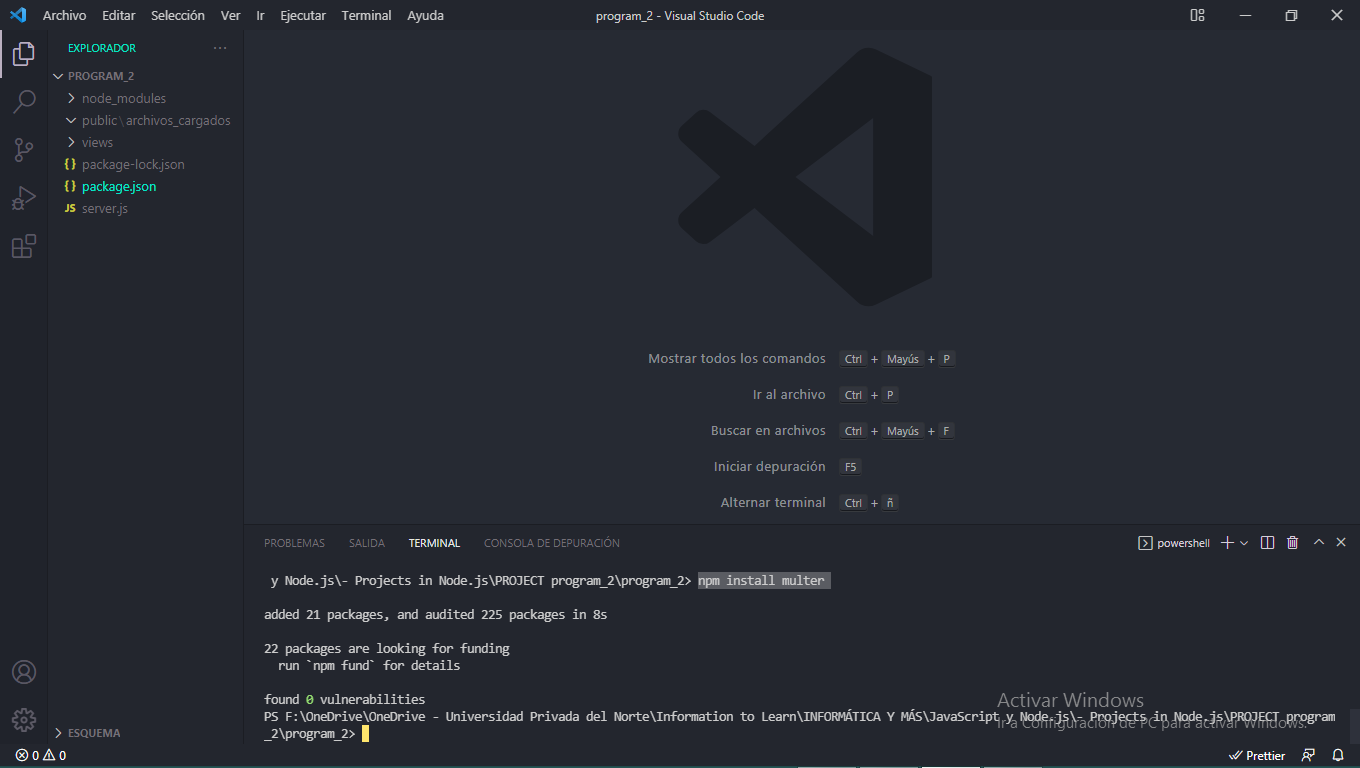 Archivo Editar Selección Ver Ir Ejecutar Terminal Ayuda
program_2 - Visual Studio Code
EXPLORADOR
PROGRAM_2
node_modules
public\archivos_cargados
views
{} package-lock.json
{} package.json
JS server.js
ESQUEMA
Mostrar todos los comandos Ctrl + Mayús + P
Ir al archivo Ctrl + P
Buscar en archivos Ctrl + Mayús + F
Iniciar depuración F5
Alternar terminal Ctrl + ñ
PROBLEMAS SALIDA TERMINAL CONSOLA DE DEPURACIÓN
powershell
y Node.js\- Projects in Node.js\PROJECT program_2\program_2> npm install multer
added 21 packages, and audited 225 packages in 8s
22 packages are looking for funding
run `npm fund` for details
found 0 vulnerabilities
PS F:\OneDrive\OneDrive - Universidad Privada del Norte\Information to Learn\INFORMÁTICA Y MÁS\JavaScript y Node.js\- Projects in Node.js\PROJECT program
_2\program_2>
Activar Windows
Ir a Configuración de PC para activar Windows.
0 0
Prettier